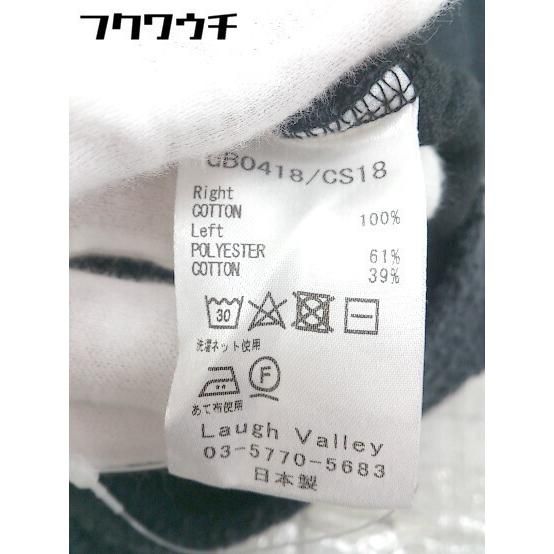 フクワウチ
GB0418/CS18
Right
COTTON 100%
Left
POLYESTER 61%
COTTON 39%
30
洗濯ネット使用
F
あて布使用
Laugh Valley
03-5770-5683
日本製